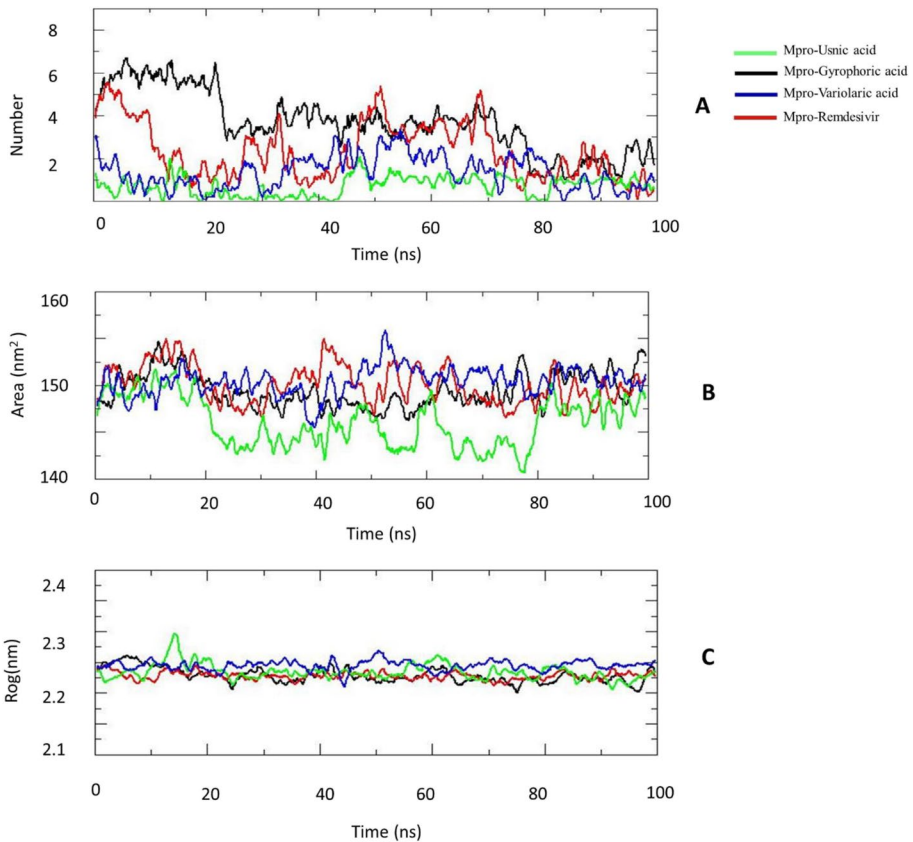 8
6
4
2
Number
0 20 40 60 80 100
Time (ns)
Mpro-Usnic acid
Mpro-Gyrophoric acid
Mpro-Variolaric acid
Mpro-Remdesivir
A
160
150
140
Area (nm²)
0 20 40 60 80 100
Time (ns)
B
2.4
2.3
2.2
2.1
Rog(nm)
0 20 40 60 80 100
Time (ns)
C